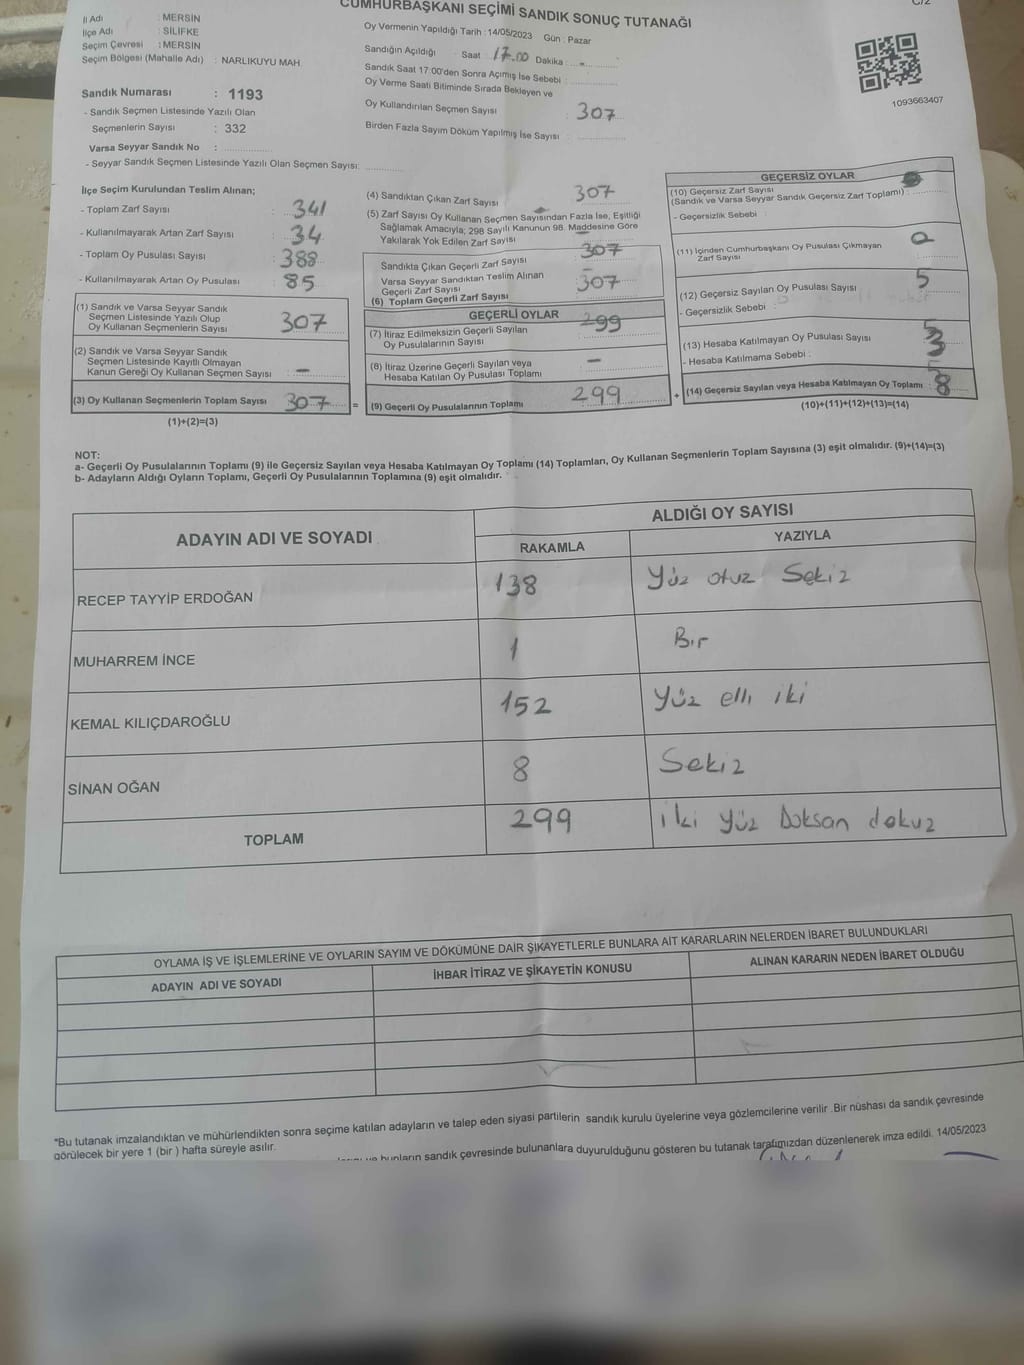 C/2
CUMHURBAŞKANI SEÇİMİ SANDIK SONUÇ TUTANAĞI
İl Adı : MERSİN
İlçe Adı : SİLİFKE
Seçim Çevresi : MERSİN
Seçim Bölgesi (Mahalle Adı) : NARLIKUYU MAH.
Sandık Numarası : 1193
- Sandık Seçmen Listesinde Yazılı Olan
Seçmenlerin Sayısı : 332
Varsa Seyyar Sandık No :
- Seyyar Sandık Seçmen Listesinde Yazılı Olan Seçmen Sayısı:
Oy Vermenin Yapıldığı Tarih : 14/05/2023 Gün : Pazar
Sandığın Açıldığı Saat 17.00 Dakika
Sandık Saat 17:00'den Sonra Açımış İse Sebebi :
Oy Verme Saati Bitiminde Sırada Bekleyen ve
Oy Kullandırılan Seçmen Sayısı : 307
Birden Fazla Sayım Döküm Yapılmış İse Sayısı :
1093663407
İlçe Seçim Kurulundan Teslim Alınan;
- Toplam Zarf Sayısı : 341
- Kullanılmayarak Artan Zarf Sayısı : 34
- Toplam Oy Pusulası Sayısı : 388
- Kullanılmayarak Artan Oy Pusulası : 85
(1) Sandık ve Varsa Seyyar Sandık
Seçmen Listesinde Yazılı Olup
Oy Kullanan Seçmenlerin Sayısı : 307
(2) Sandık ve Varsa Seyyar Sandık
Seçmen Listesinde Kayıtlı Olmayan
Kanun Gereği Oy Kullanan Seçmen Sayısı : -
(3) Oy Kullanan Seçmenlerin Toplam Sayısı 307 =
(1)+(2)=(3)
(4) Sandıktan Çıkan Zarf Sayısı 307
(5) Zarf Sayısı Oy Kullanan Seçmen Sayısından Fazla İse, Eşitliği
Sağlamak Amacıyla; 298 Sayılı Kanunun 98. Maddesine Göre
Yakılarak Yok Edilen Zarf Sayısı -
Sandıkta Çıkan Geçerli Zarf Sayısı 307
Varsa Seyyar Sandıktan Teslim Alınan
Geçerli Zarf Sayısı -
(6) Toplam Geçerli Zarf Sayısı 307
GEÇERLİ OYLAR
(7) İtiraz Edilmeksizin Geçerli Sayılan
Oy Pusulalarının Sayısı 299
(8) İtiraz Üzerine Geçerli Sayılan veya
Hesaba Katılan Oy Pusulası Toplamı -
(9) Geçerli Oy Pusulalarının Toplamı 299 +
GEÇERSİZ OYLAR
(10) Geçersiz Zarf Sayısı
(Sandık ve Varsa Seyyar Sandık Geçersiz Zarf Toplamı) :
- Geçersizlik Sebebi :
(11) İçinden Cumhurbaşkanı Oy Pusulası Çıkmayan
Zarf Sayısı
(12) Geçersiz Sayılan Oy Pusulası Sayısı : 5
- Geçersizlik Sebebi :
(13) Hesaba Katılmayan Oy Pusulası Sayısı : 3
- Hesaba Katılmama Sebebi :
(14) Geçersiz Sayılan veya Hesaba Katılmayan Oy Toplamı : 8
(10)+(11)+(12)+(13)=(14)
NOT:
a- Geçerli Oy Pusulalarının Toplamı (9) ile Geçersiz Sayılan veya Hesaba Katılmayan Oy Toplamı (14) Toplamları, Oy Kullanan Seçmenlerin Toplam Sayısına (3) eşit olmalıdır. (9)+(14)=(3)
b- Adayların Aldığı Oyların Toplamı, Geçerli Oy Pusulalarının Toplamına (9) eşit olmalıdır.
ADAYIN ADI VE SOYADI ALDIĞI OY SAYISI
RAKAMLA YAZIYLA
RECEP TAYYİP ERDOĞAN 138 Yüz otuz Sekiz
MUHARREM İNCE 1 Bir
KEMAL KILIÇDAROĞLU 152 Yüz elli iki
SİNAN OĞAN 8 Sekiz
TOPLAM 299 iki yüz Doksan dokuz
OYLAMA İŞ VE İŞLEMLERİNE VE OYLARIN SAYIM VE DÖKÜMÜNE DAİR ŞİKAYETLERLE BUNLARA AİT KARARLARIN NELERDEN İBARET BULUNDUKLARI
ADAYIN ADI VE SOYADI İHBAR İTİRAZ VE ŞİKAYETİN KONUSU ALINAN KARARIN NEDEN İBARET OLDUĞU
*Bu tutanak imzalandıktan ve mühürlendikten sonra seçime katılan adayların ve talep eden siyasi partilerin sandık kurulu üyelerine veya gözlemcilerine verilir .Bir nüshası da sandık çevresinde
görülecek bir yere 1 (bir ) hafta süreyle asılır.
bunların sandık çevresinde bulunanlara duyurulduğunu gösteren bu tutanak tarafımızdan düzenlenerek imza edildi. 14/05/2023